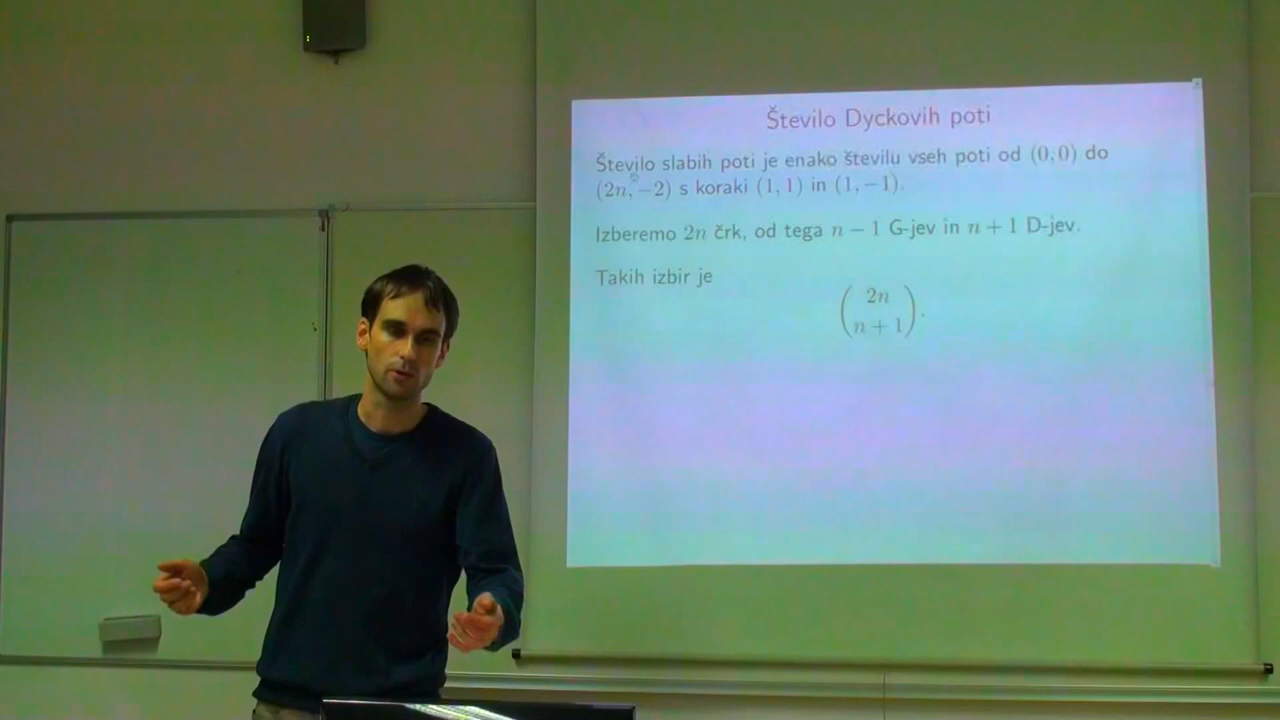 Število Dyckovih poti
Število slabih poti je enako številu vseh poti od (0, 0) do
(2n, −2) s koraki (1, 1) in (1, −1).
Izberemo 2n črk, od tega n − 1 G-jev in n + 1 D-jev.
Takih izbir je
(2n
n + 1).